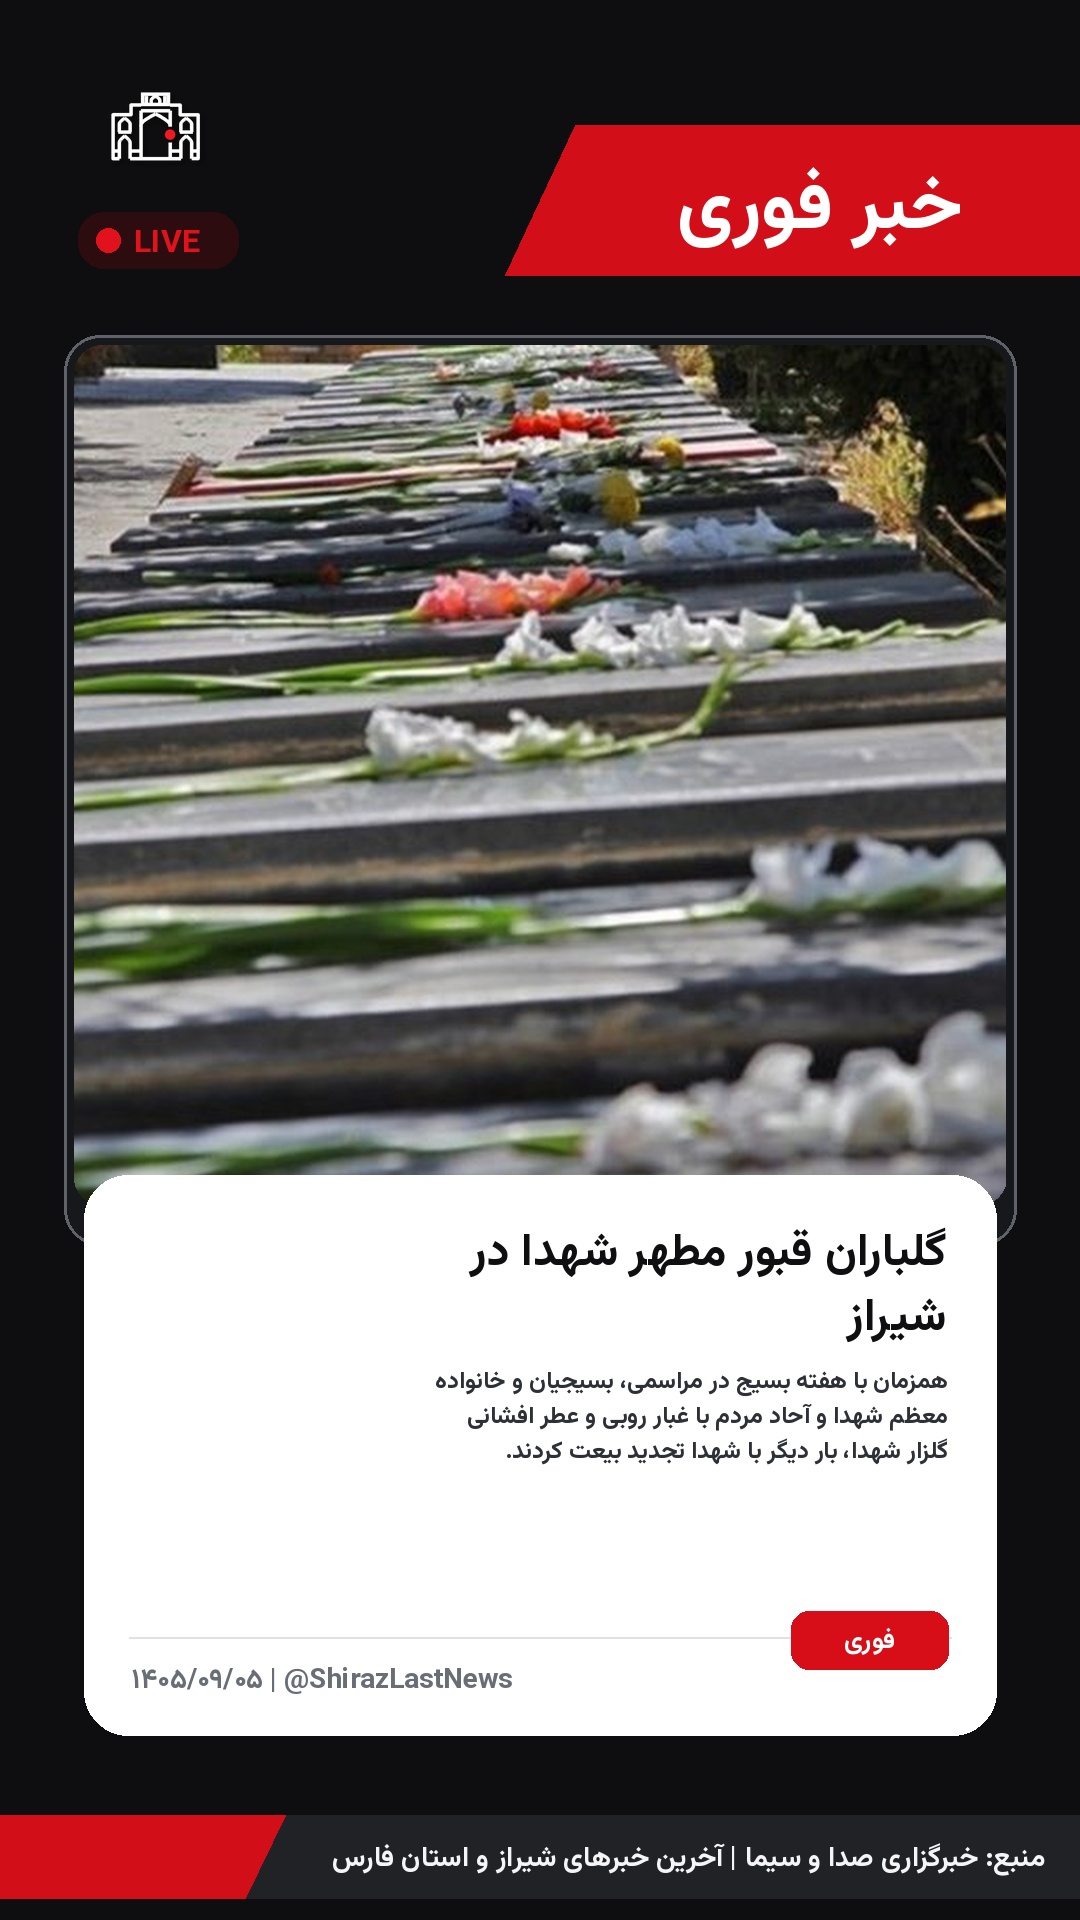 خبر فوری
LIVE
گلباران قبور مطهر شهدا در
شیراز
همزمان با هفته بسیج در مراسمی، بسیجیان و خانواده
معظم شهدا و آحاد مردم با غبار روبی و عطر افشانی
گلزار شهدا، بار دیگر با شهدا تجدید بیعت کردند.
فوری
۱۴۰۵/۰۹/۰۵ | @ShirazLastNews
منبع: خبرگزاری صدا و سیما | آخرین خبرهای شیراز و استان فارس